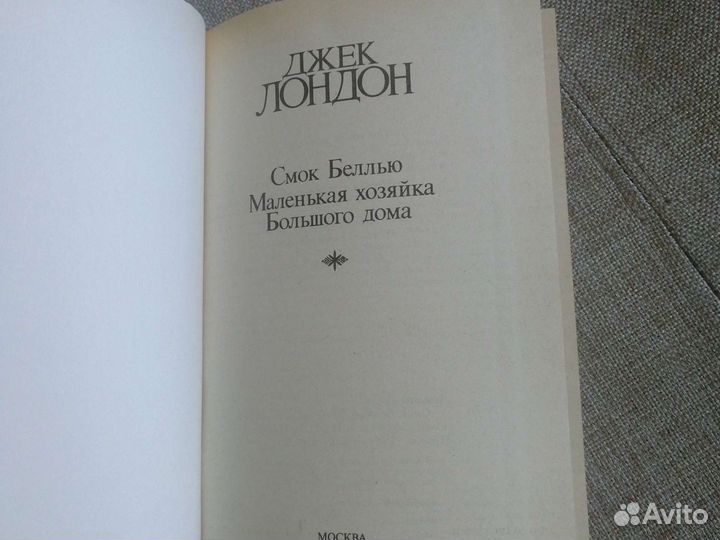 ДЖЕК
ЛОНДОН
Смок Беллью
Маленькая хозяйка
Большого дома
МОСКВА
Avito